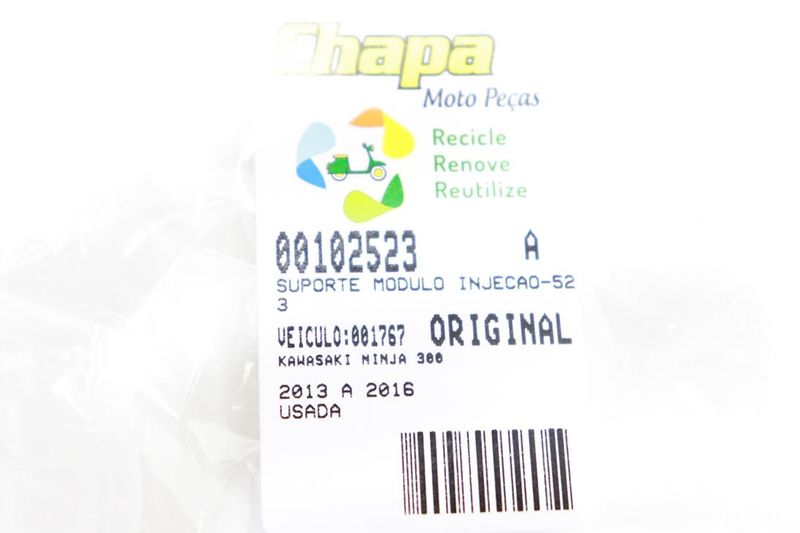 Chapa
Moto Peças
Recicle
Renove
Reutilize
00102523 A
SUPORTE MODULO INJECAO-52
3
VEICULO:001767 ORIGINAL
KAWASAKI NINJA 300
2013 A 2016
USADA